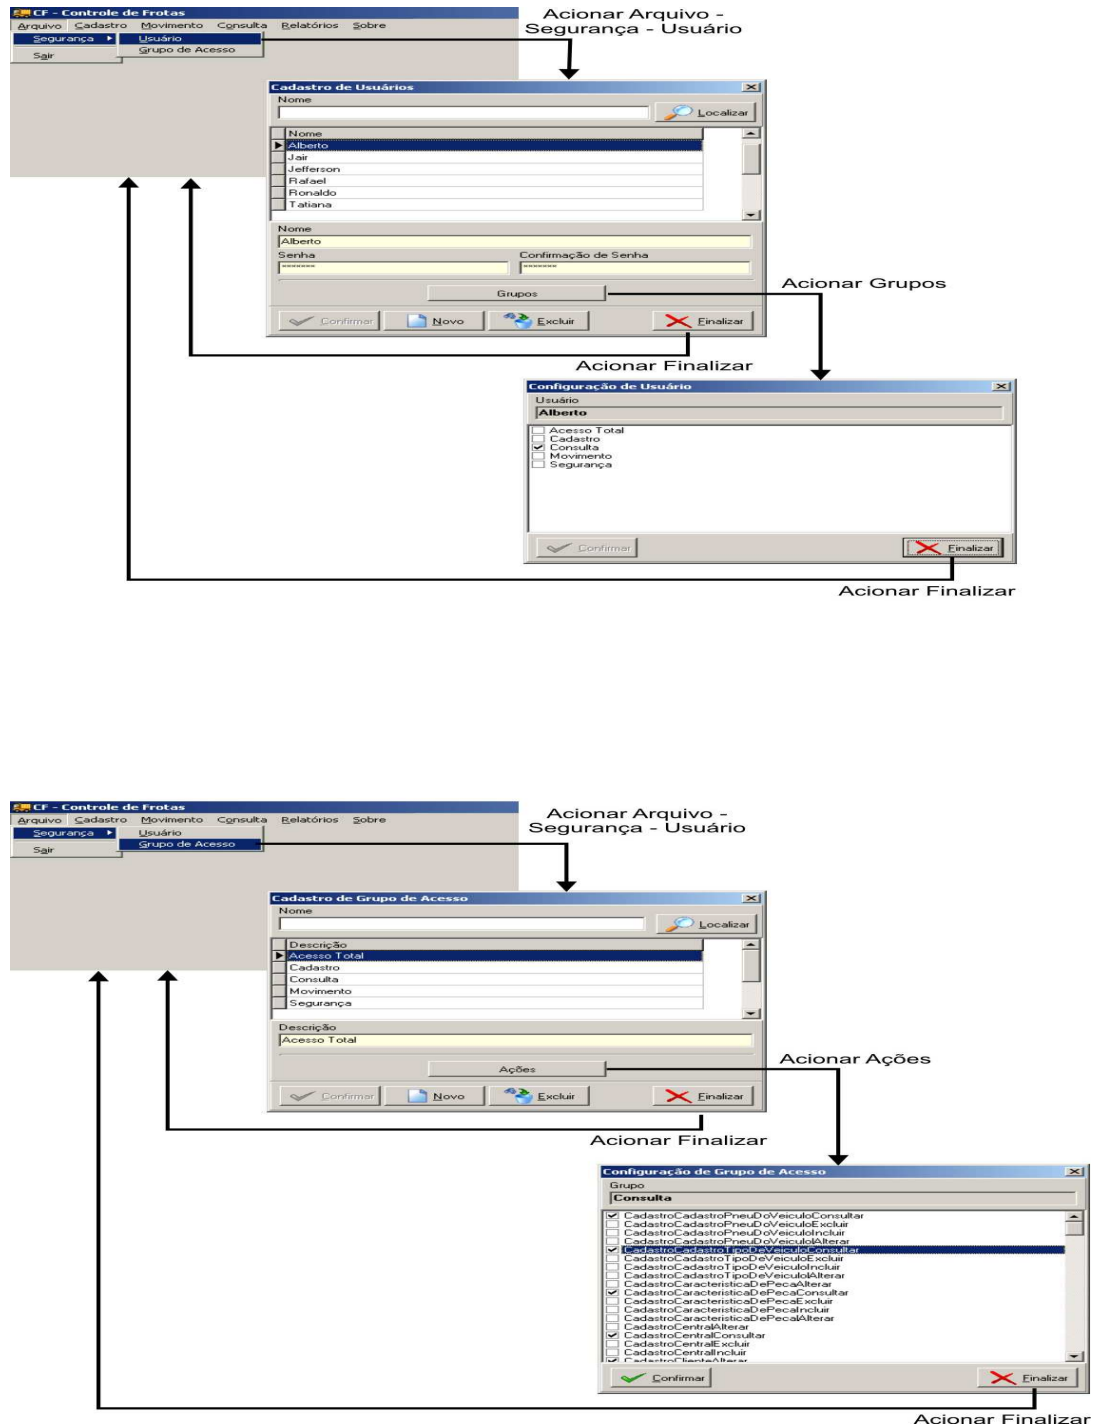 CF - Controle de Frotas
Arquivo Cadastro Movimento Consulta Relatórios Sobre
Segurança Usuário
Grupo de Acesso
Sair
Acionar Arquivo -
Segurança - Usuário
Cadastro de Usuários
Nome
Localizar
Nome
Alberto
Jair
Jefferson
Rafael
Ronaldo
Tatiana
Nome
Alberto
Senha Confirmação de Senha
******* *******
Grupos
Confirmar Novo Excluir Finalizar
Acionar Grupos
Acionar Finalizar
Configuração de Usuário
Usuário
Alberto
Acesso Total
Cadastro
Consulta
Movimento
Segurança
Confirmar Finalizar
Acionar Finalizar
CF - Controle de Frotas
Arquivo Cadastro Movimento Consulta Relatórios Sobre
Segurança Usuário
Grupo de Acesso
Sair
Acionar Arquivo -
Segurança - Usuário
Cadastro de Grupo de Acesso
Nome
Localizar
Descrição
Acesso Total
Cadastro
Consulta
Movimento
Segurança
Descrição
Acesso Total
Ações
Confirmar Novo Excluir Finalizar
Acionar Ações
Acionar Finalizar
Configuração de Grupo de Acesso
Grupo
Consulta
CadastroCadastroPneuDoVeiculoConsultar
CadastroCadastroPneuDoVeiculoExcluir
CadastroCadastroPneuDoVeiculoIncluir
CadastroCadastroPneuDoVeiculolAlterar
CadastroCadastroTipoDeVeiculoConsultar
CadastroCadastroTipoDeVeiculoExcluir
CadastroCadastroTipoDeVeiculoIncluir
CadastroCadastroTipoDeVeiculolAlterar
CadastroCaracteristicaDePecaAlterar
CadastroCaracteristicaDePecaConsultar
CadastroCaracteristicaDePecaExcluir
CadastroCaracteristicaDePecaIncluir
CadastroCaracteristicaDePecalAlterar
CadastroCentralAlterar
CadastroCentralConsultar
CadastroCentralExcluir
CadastroCentralIncluir
CadastroClienteAlterar
Confirmar Finalizar
Acionar Finalizar